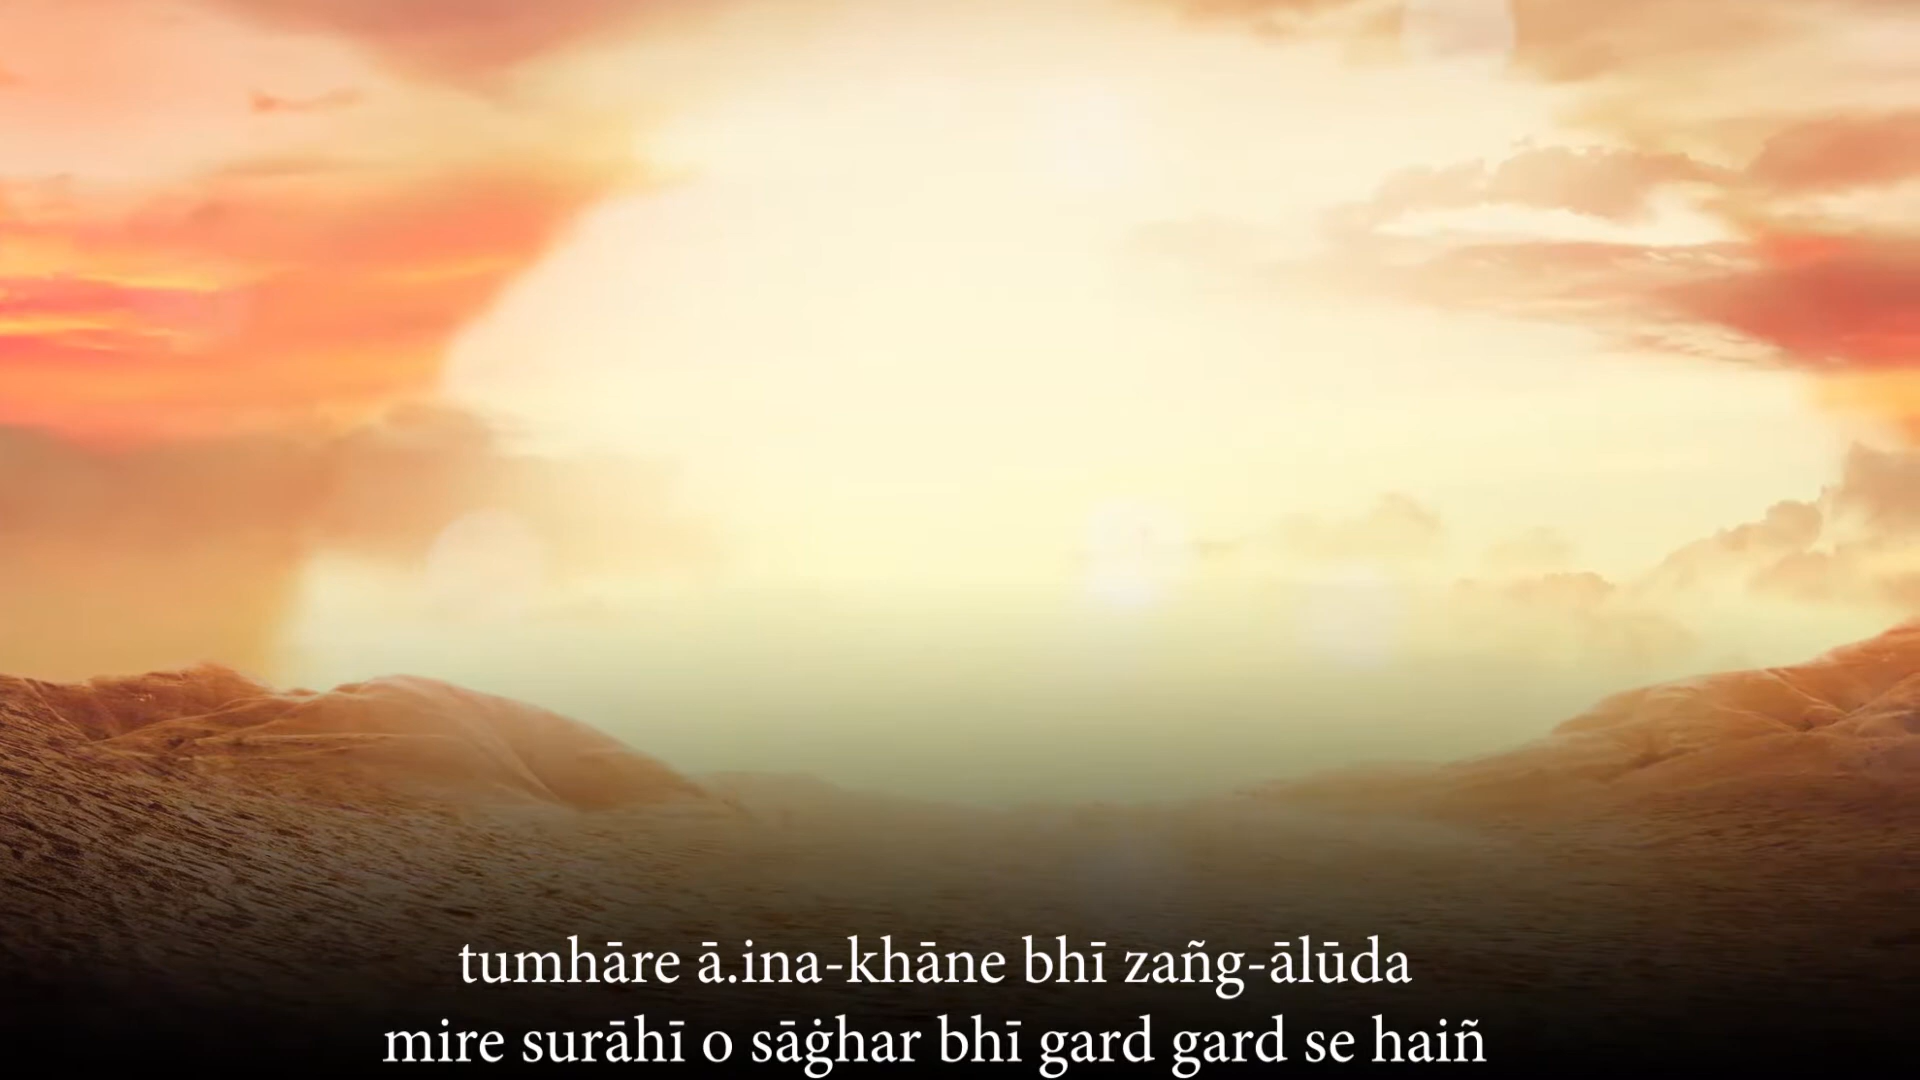 tumhāre ā.ina-khāne bhī zañg-ālūda
mire surāhī o sāġhar bhī gard gard se haiñ